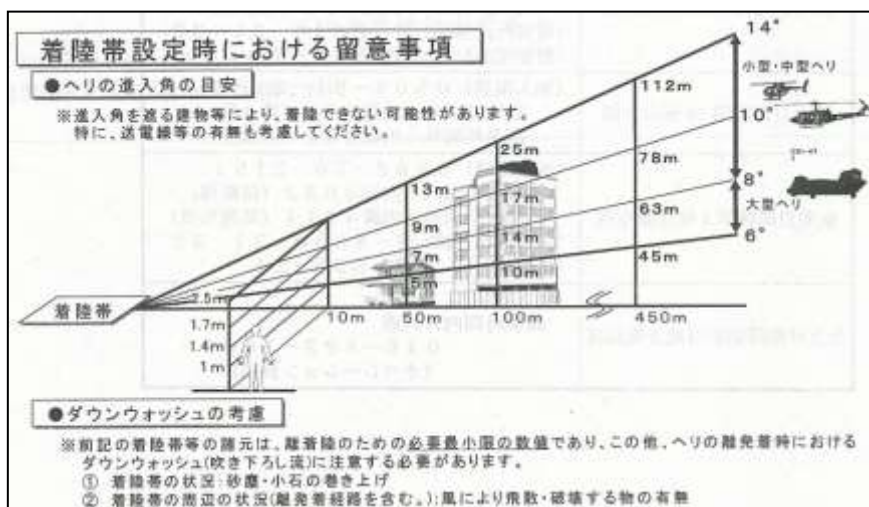 着陸帯設定時における留意事項
●ヘリの進入角の目安
※進入角を遮る建物等により、着陸できない可能性があります。
特に、送電線等の有無も考慮してください。
14°
小型・中型ヘリ
112m
10°
25m
78m
13m
8°
17m
9m
大型ヘリ
63m
14m
7m
6°
45m
10m
5m
着陸帯
2.5m
10m
50m
100m
450m
1.7m
1.4m
1m
●ダウンウォッシュの考慮
※前記の着陸帯等の諸元は、離着陸のための必要最小限の数値であり、この他、ヘリの離発着時における
ダウンウォッシュ(吹き下ろし流)に注意する必要があります。
① 着陸帯の状況:砂塵・小石の巻き上げ
② 着陸帯の周辺の状況(離発着経路を含む。):風により飛散・破壊する物の有無